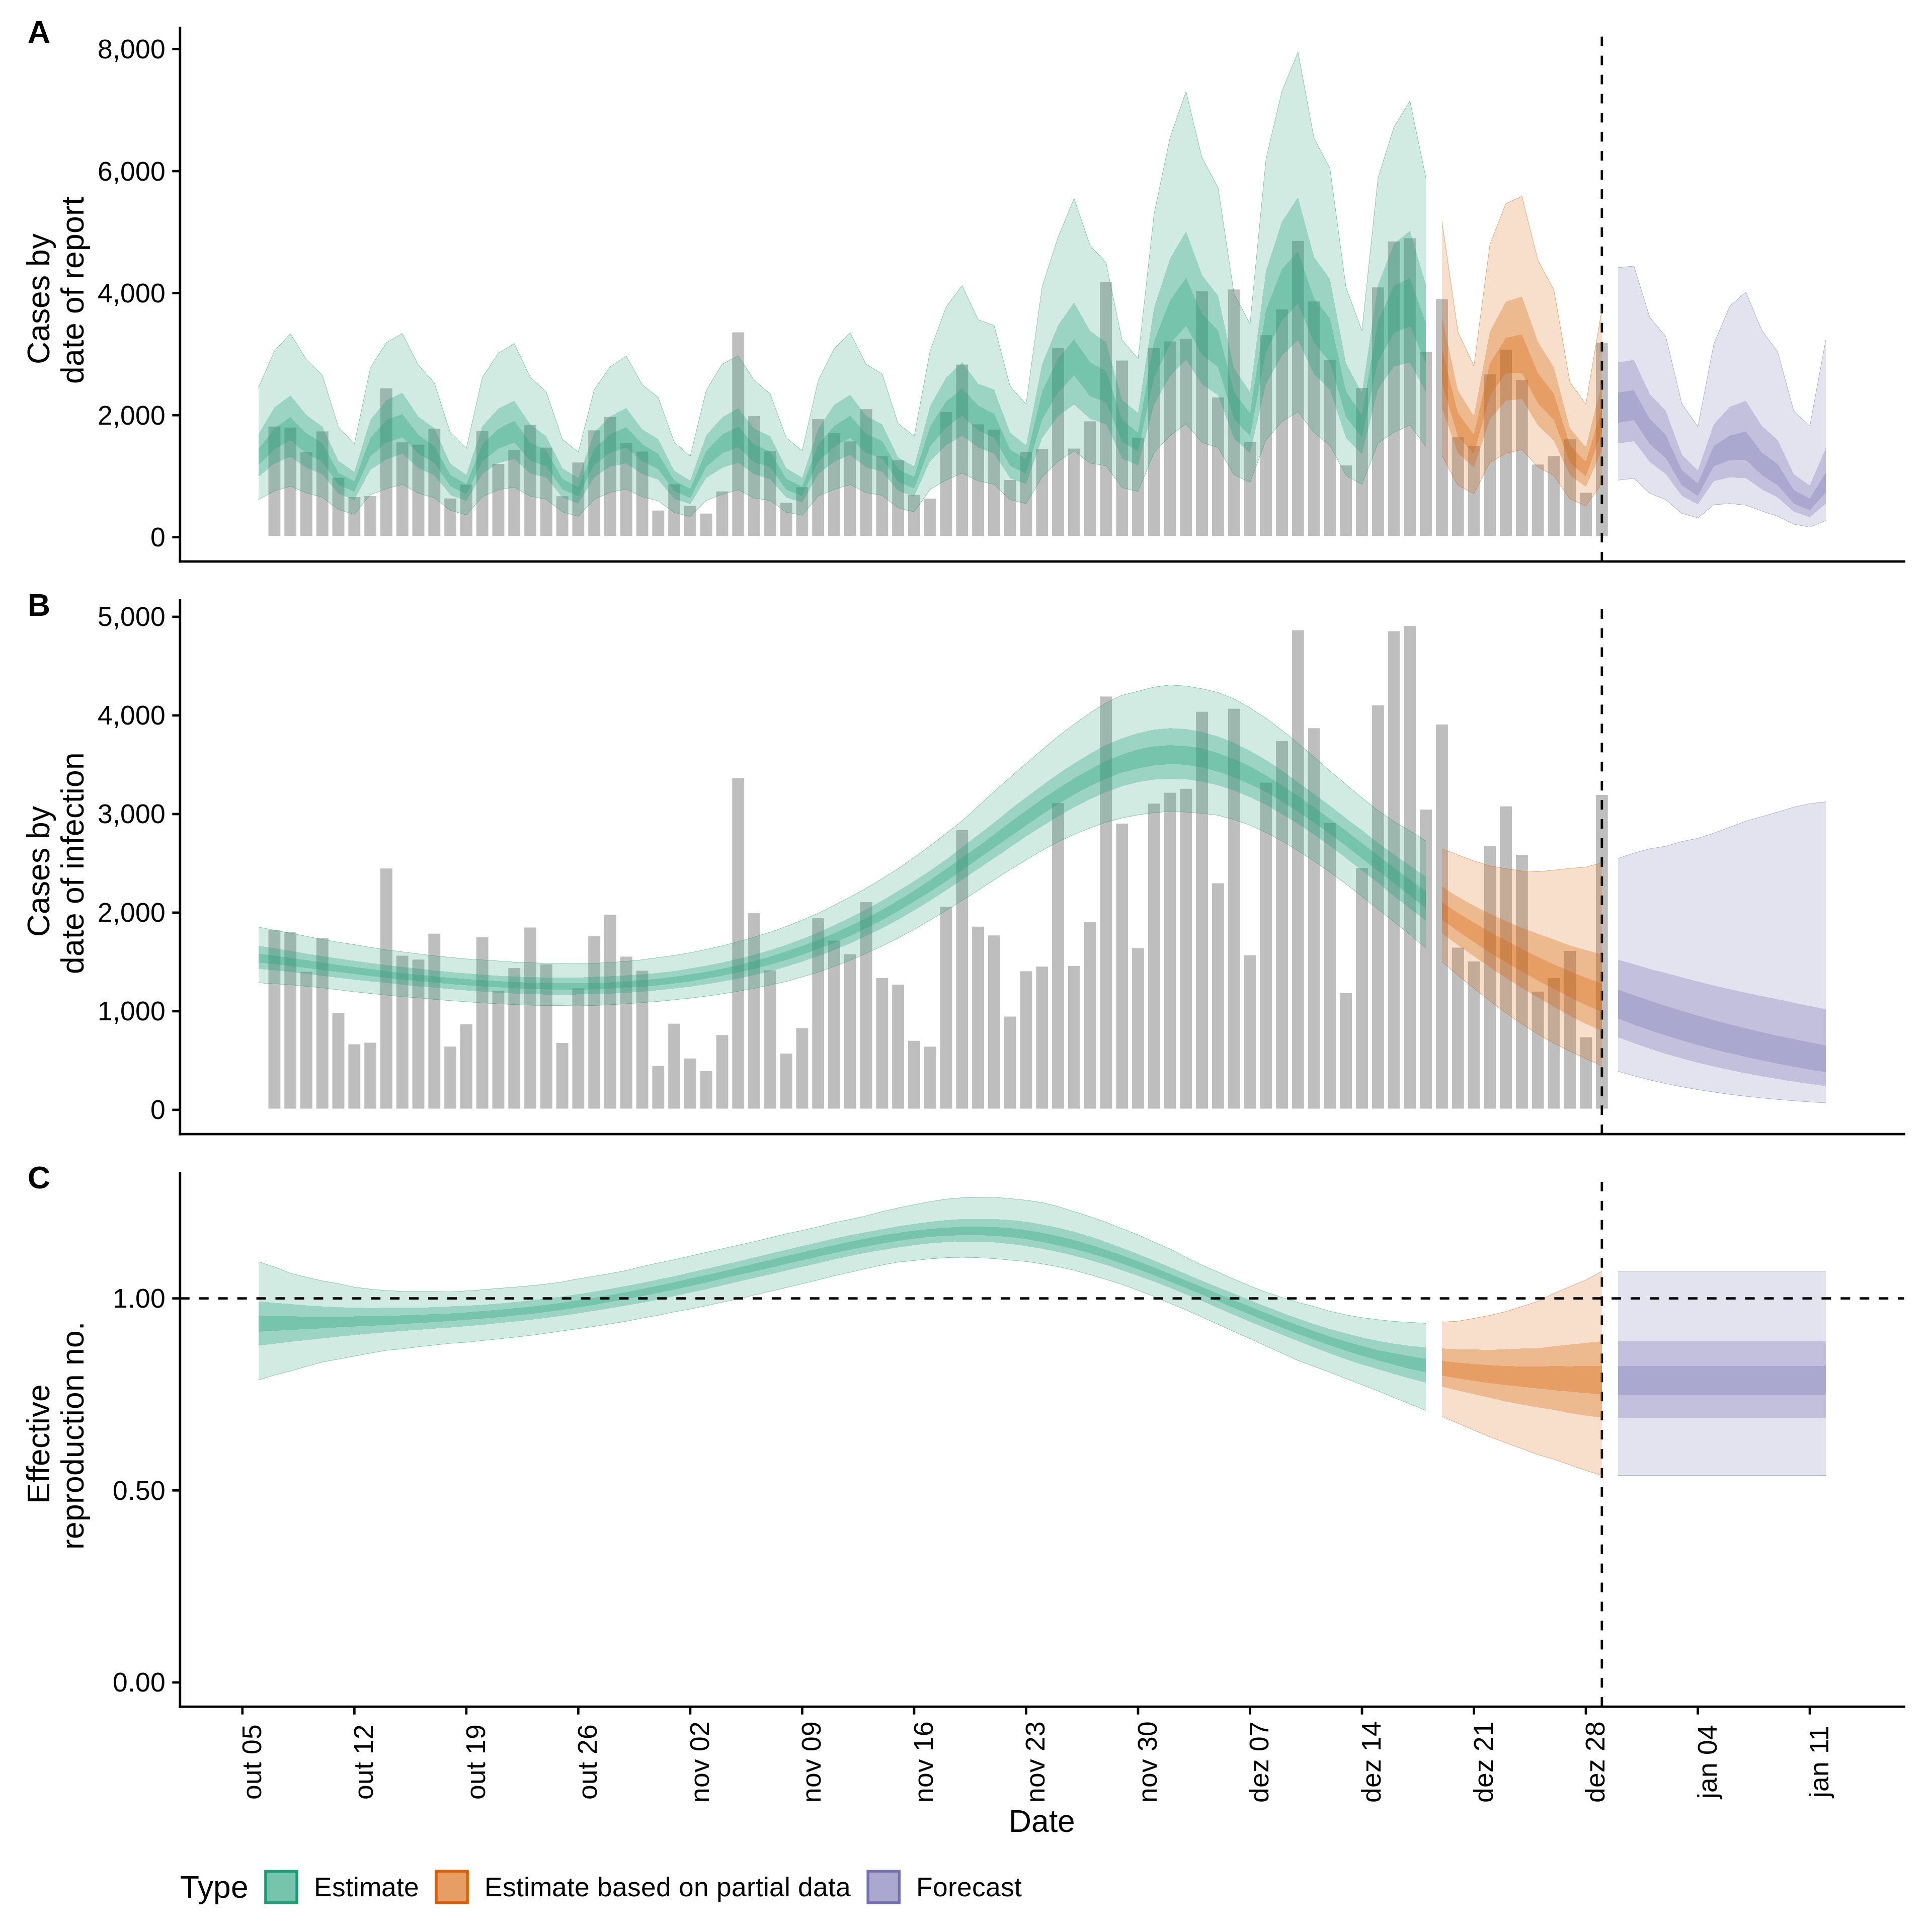 A
8,000
6,000
4,000
2,000
0
Cases by
date of report
B
5,000
4,000
3,000
2,000
1,000
0
Cases by
date of infection
C
1.00
0.50
0.00
Effective
reproduction no.
out 05
out 12
out 19
out 26
nov 02
nov 09
nov 16
nov 23
nov 30
dez 07
dez 14
dez 21
dez 28
jan 04
jan 11
Date
Type Estimate Estimate based on partial data Forecast